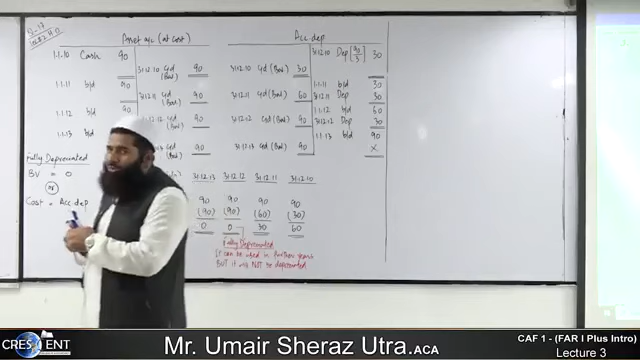 Asset a/c (at cost)
Acc.dep
1.1.10 Cash 90
31.12.10 c/d (Bal.) 90
31.12.10 c/d (Bal.) 30
31.12.10 Dep [90/3] 30
1.1.11 b/d 90
31.12.11 c/d (Bal.) 90
31.12.11 c/d (Bal.) 60
1.1.11 b/d 30
31.12.11 Dep 30
1.1.12 b/d 90
c/d (Bal.) 90
31.12.12 c/d (Bal.) 90
1.1.12 b/d 60
31.12.12 Dep 30
1.1.13 b/d
c/d (Bal.) 90
31.12.13 c/d (Bal.) 90
1.1.13 b/d 90
X
Fully Depreciated
BV = 0
OR
Cost = Acc.dep
31.12.13 31.12.12 31.12.11 31.12.10
90 90 90 90
(90) (90) (60) (30)
0 0 30 60
Fully Depreciated
It can be used in further years
BUT it will NOT be depreciated
CRESCENT
Mr. Umair Sheraz Utra.ACA
CAF 1 - (FAR I Plus Intro)
Lecture 3